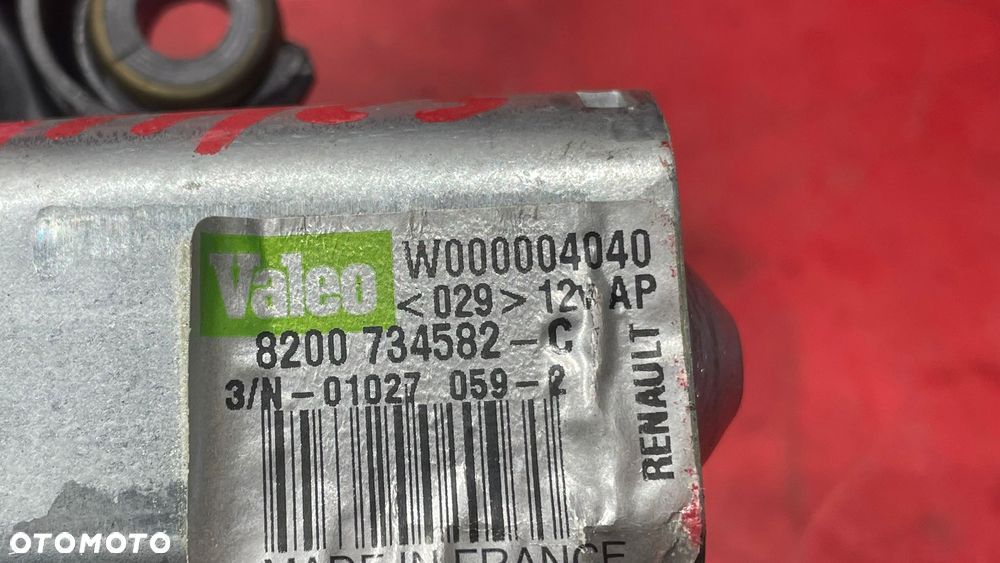 Valeo
W000004040
<029> 12V AP
8200 734582-C
3/N-01027 059-2
RENAULT
MADE IN FRANCE
OTOMOTO